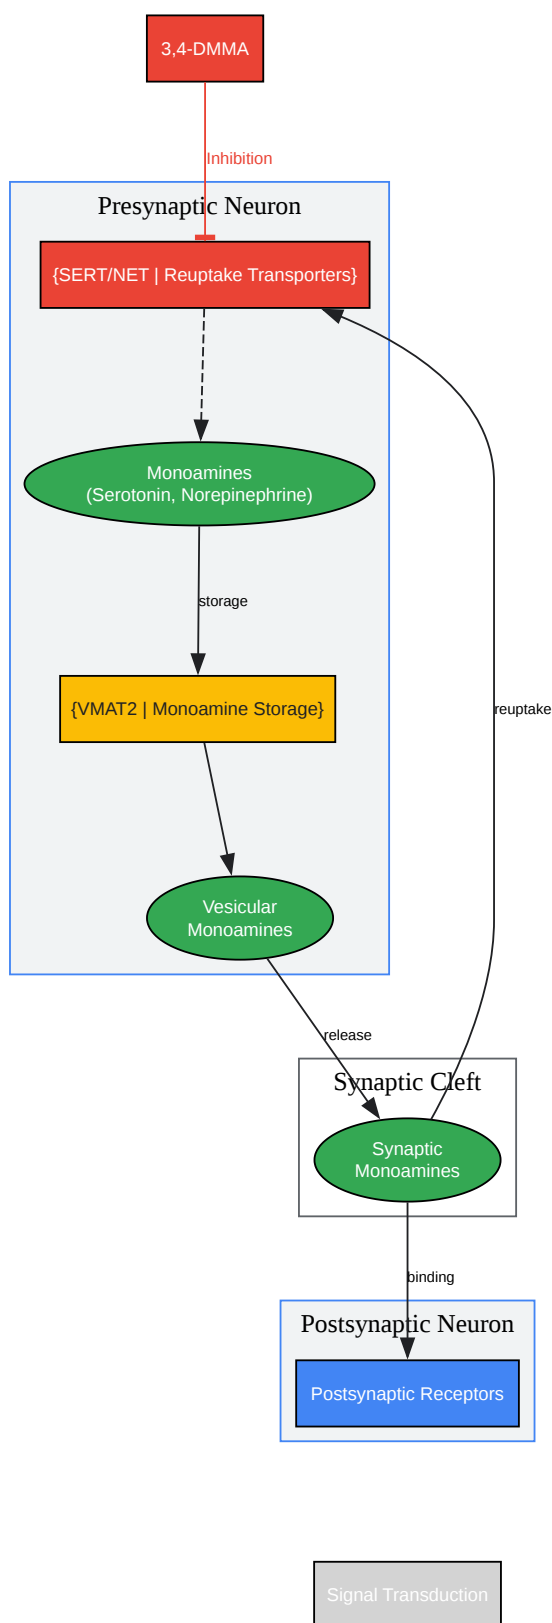 3,4-DMMA
Inhibition
Presynaptic Neuron
{SERT/NET | Reuptake Transporters}
Monoamines
(Serotonin, Norepinephrine)
storage
{VMAT2 | Monoamine Storage}
reuptake
Vesicular
Monoamines
release
Synaptic Cleft
Synaptic
Monoamines
binding
Postsynaptic Neuron
Postsynaptic Receptors
Signal Transduction